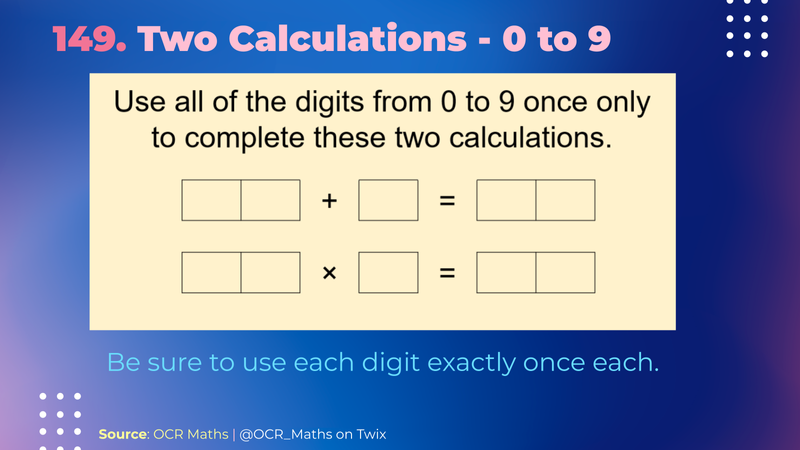 149. Two Calculations - 0 to 9
Use all of the digits from 0 to 9 once only
to complete these two calculations.
+ =
× =
Be sure to use each digit exactly once each.
Source: OCR Maths | @OCR_Maths on Twix